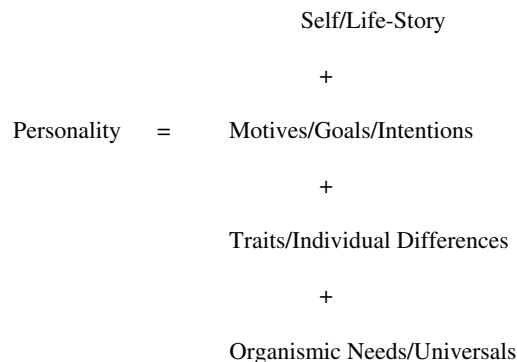 Self/Life-Story
+
Personality = Motives/Goals/Intentions
+
Traits/Individual Differences
+
Organismic Needs/Universals